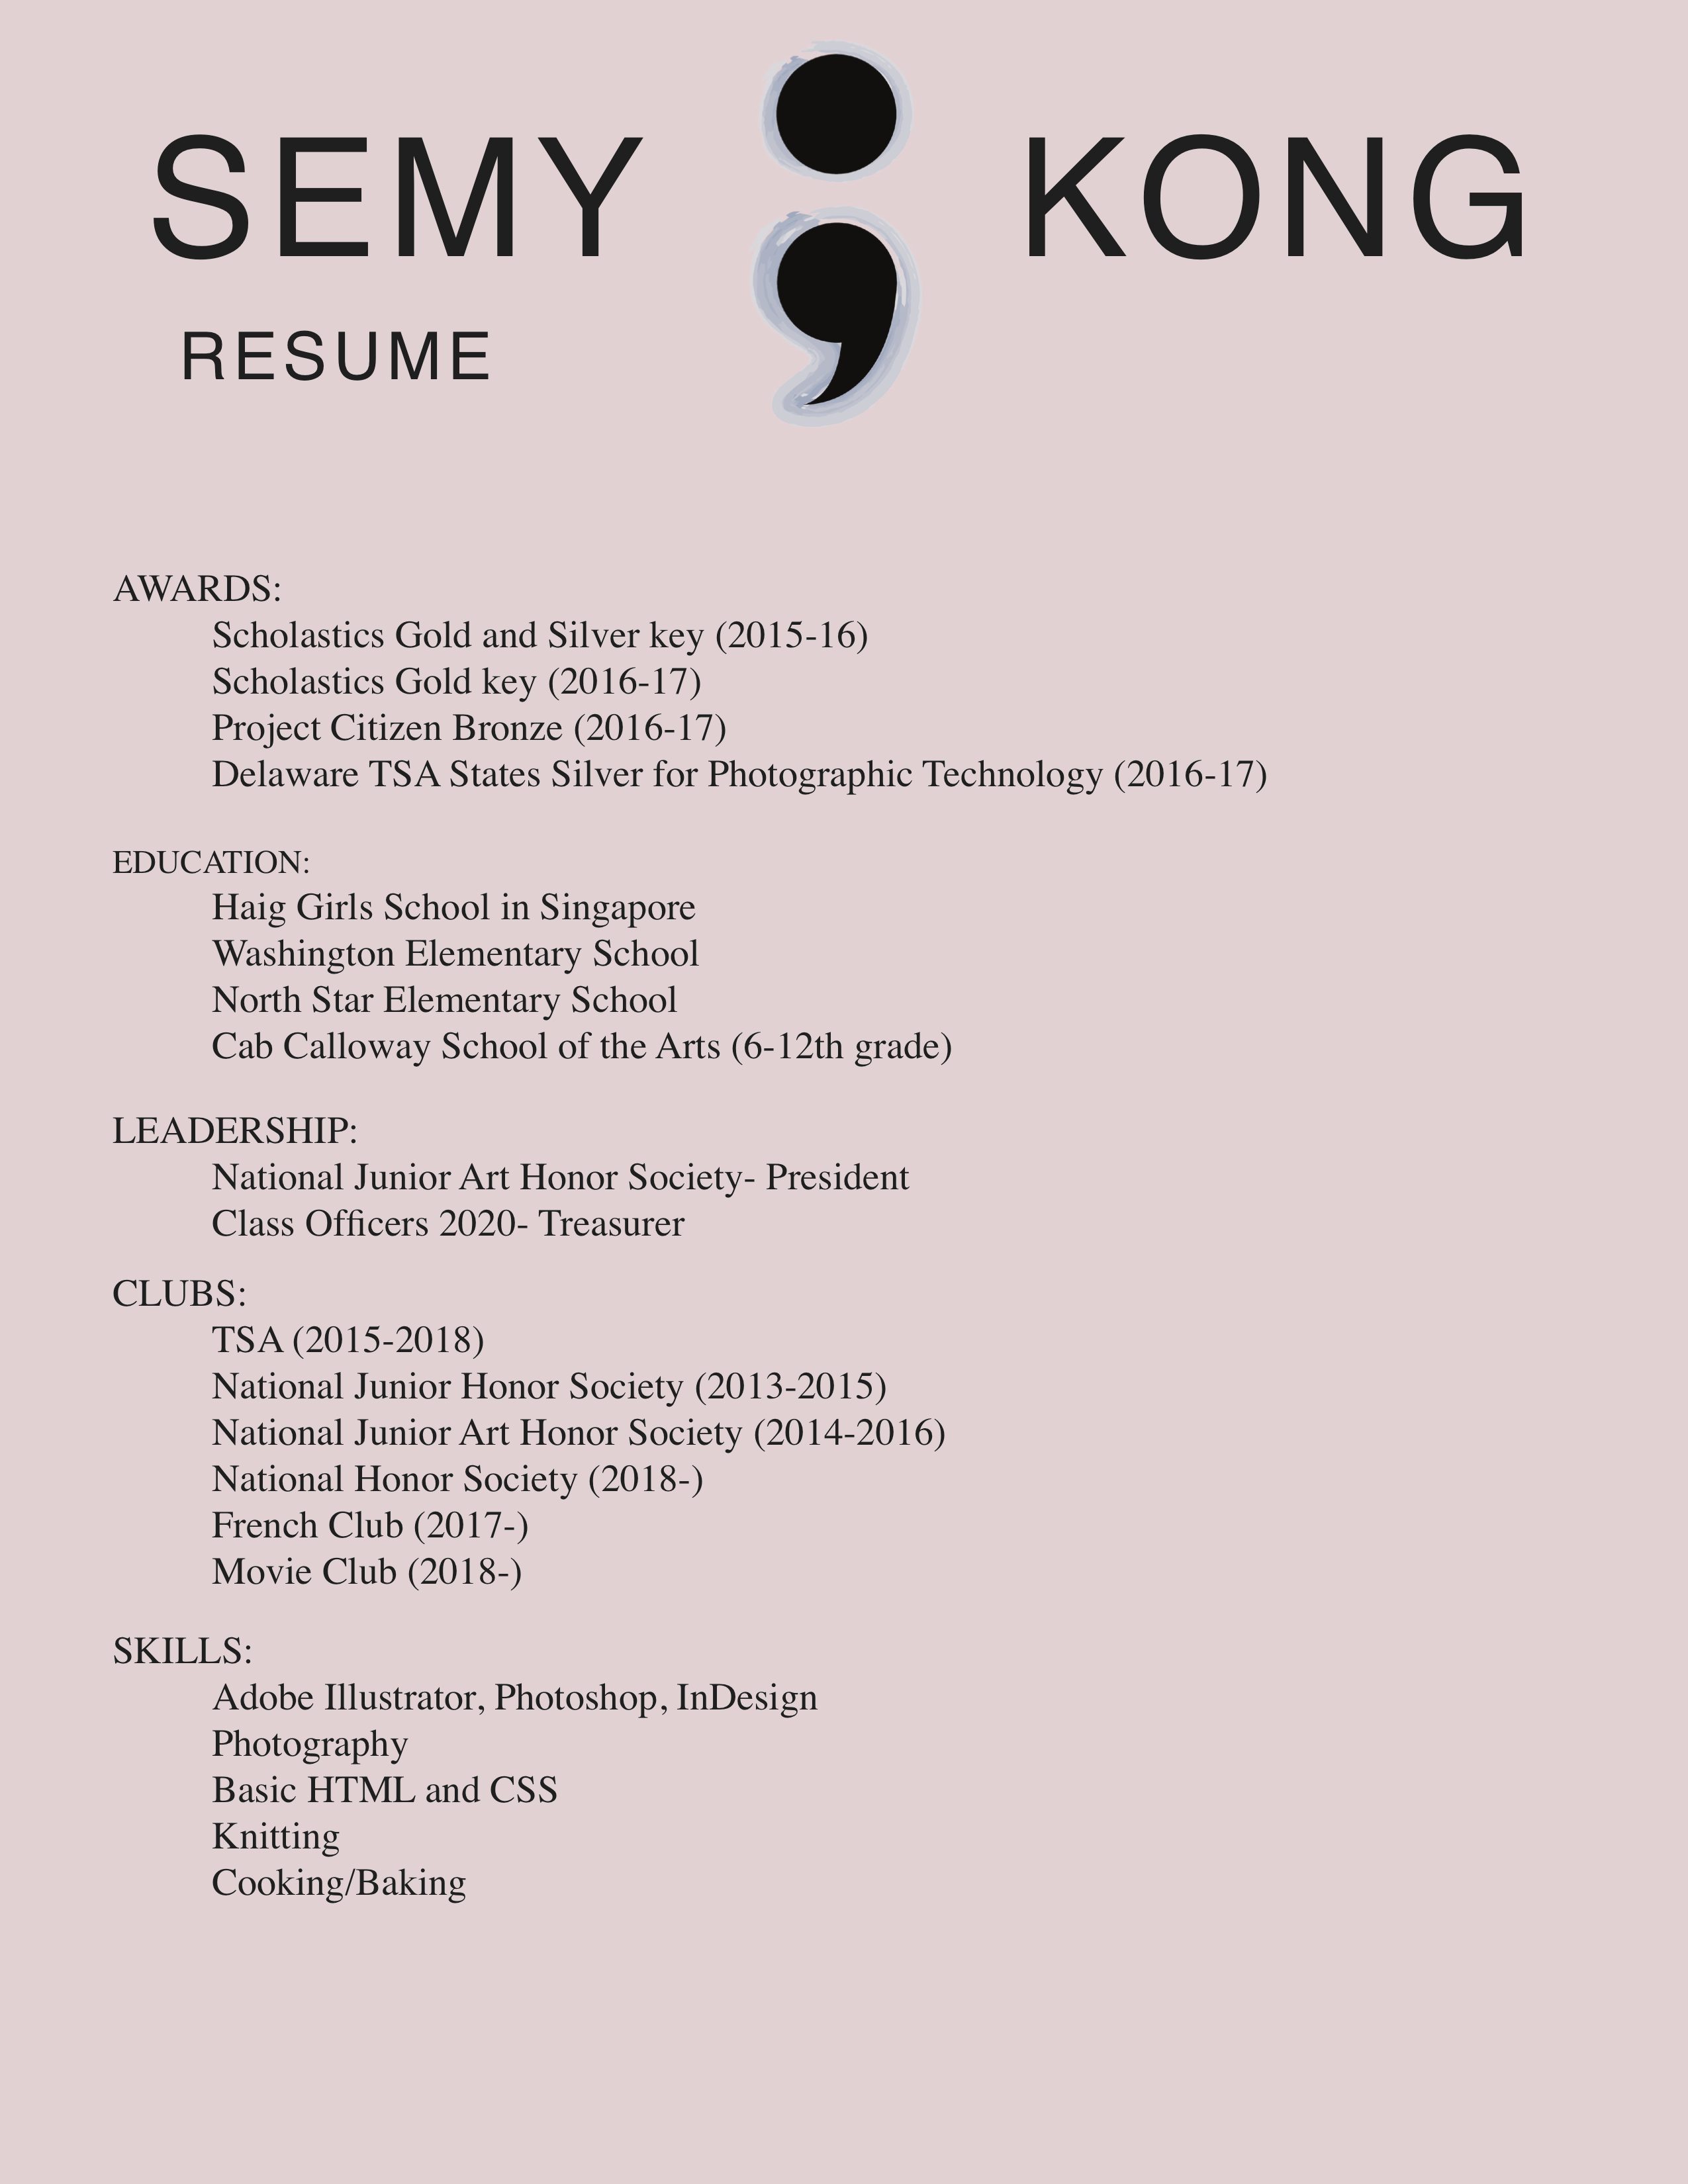 SEMY ; KONG
RESUME
AWARDS:
Scholastics Gold and Silver key (2015-16)
Scholastics Gold key (2016-17)
Project Citizen Bronze (2016-17)
Delaware TSA States Silver for Photographic Technology (2016-17)
EDUCATION:
Haig Girls School in Singapore
Washington Elementary School
North Star Elementary School
Cab Calloway School of the Arts (6-12th grade)
LEADERSHIP:
National Junior Art Honor Society- President
Class Officers 2020- Treasurer
CLUBS:
TSA (2015-2018)
National Junior Honor Society (2013-2015)
National Junior Art Honor Society (2014-2016)
National Honor Society (2018-)
French Club (2017-)
Movie Club (2018-)
SKILLS:
Adobe Illustrator, Photoshop, InDesign
Photography
Basic HTML and CSS
Knitting
Cooking/Baking